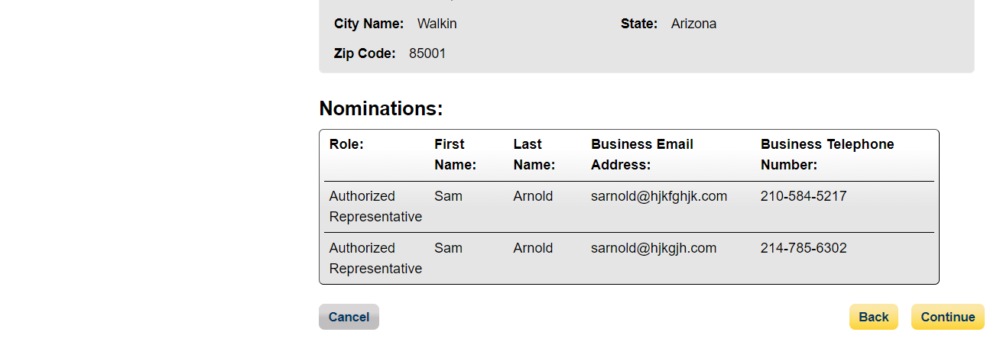 City Name: Walkin State: Arizona
Zip Code: 85001
Nominations:
Role: First Name: Last Name: Business Email Address: Business Telephone Number:
Authorized Representative Sam Arnold sarnold@hjkfghjk.com 210-584-5217
Authorized Representative Sam Arnold sarnold@hjkgjh.com 214-785-6302
Cancel Back Continue